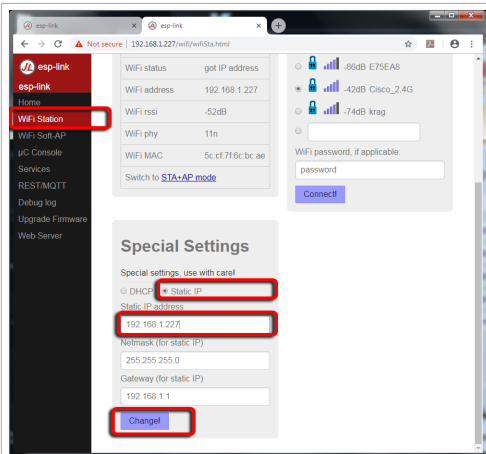 esp-link
esp-link
Not secure | 192.168.1.227/wifi/wifiSta.html
esp-link
esp-link
Home
WiFi Station
WiFi Soft-AP
µC Console
Services
REST/MQTT
Debug log
Upgrade Firmware
Web Server
WiFi status got IP address
WiFi address 192.168.1.227
WiFi rssi -52dB
WiFi phy 11n
WiFi MAC 5c:cf:7f:6c:bc:ae
Switch to STA+AP mode
-86dB E75EA8
-42dB Cisco_2.4G
-74dB krag
WiFi password, if applicable:
password
Connect!
Special Settings
Special settings, use with care!
DHCP Static IP
Static IP address
192.168.1.227
Netmask (for static IP)
255.255.255.0
Gateway (for static IP)
192.168.1.1
Change!